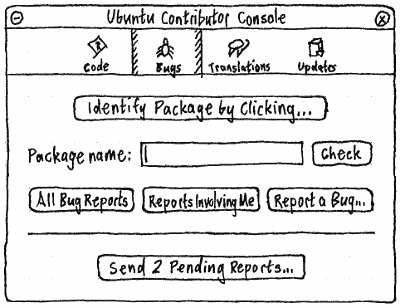 Ubuntu Contributor Console
Code Bugs Translations Updates
Identify Package by Clicking...
Package name: Check
All Bug Reports Reports Involving Me Report a Bug...
Send 2 Pending Reports...